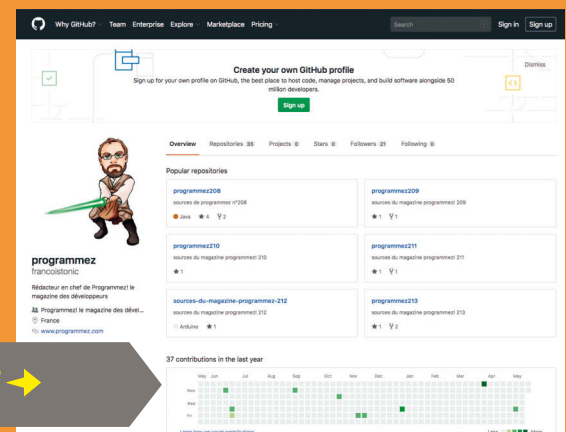 Why GitHub? Team Enterprise Explore Marketplace Pricing Search Sign in Sign up
Dismiss
Create your own GitHub profile
Sign up for your own profile on GitHub, the best place to host code, manage projects, and build software alongside 50
million developers.
Sign up
Overview Repositories 35 Projects 0 Stars 0 Followers 21 Following 0
Popular repositories
programmez208
sources de programmez n°208
Java 4 2
programmez209
sources du magazine programmez! 209
1 1
programmez210
sources du magazine programmez! 210
1
programmez211
sources du magazine programmez! 211
1 1
sources-du-magazine-programmez-212
sources du magazine programmez! 212
Arduino 1
programmez213
sources du magazine programmez! 213
1 2
programmez
francoistonic
Rédacteur en chef de Programmez! le
magazine des développeurs
Programmez! le magazine des dével...
France
www.programmez.com
37 contributions in the last year
May Jun Jul Aug Sep Oct Nov Dec Jan Feb Mar Apr May
Mon
Wed
Fri
Learn how we count contributions
Less More